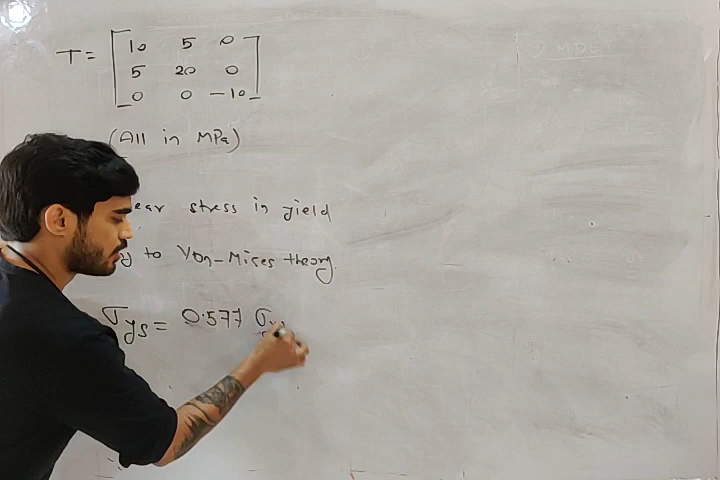 T = [10 5 0
5 20 0
0 0 -10]
(All in MPa)
ear stress in yield
to Von-Mises theory.
σys = 0.577 σy